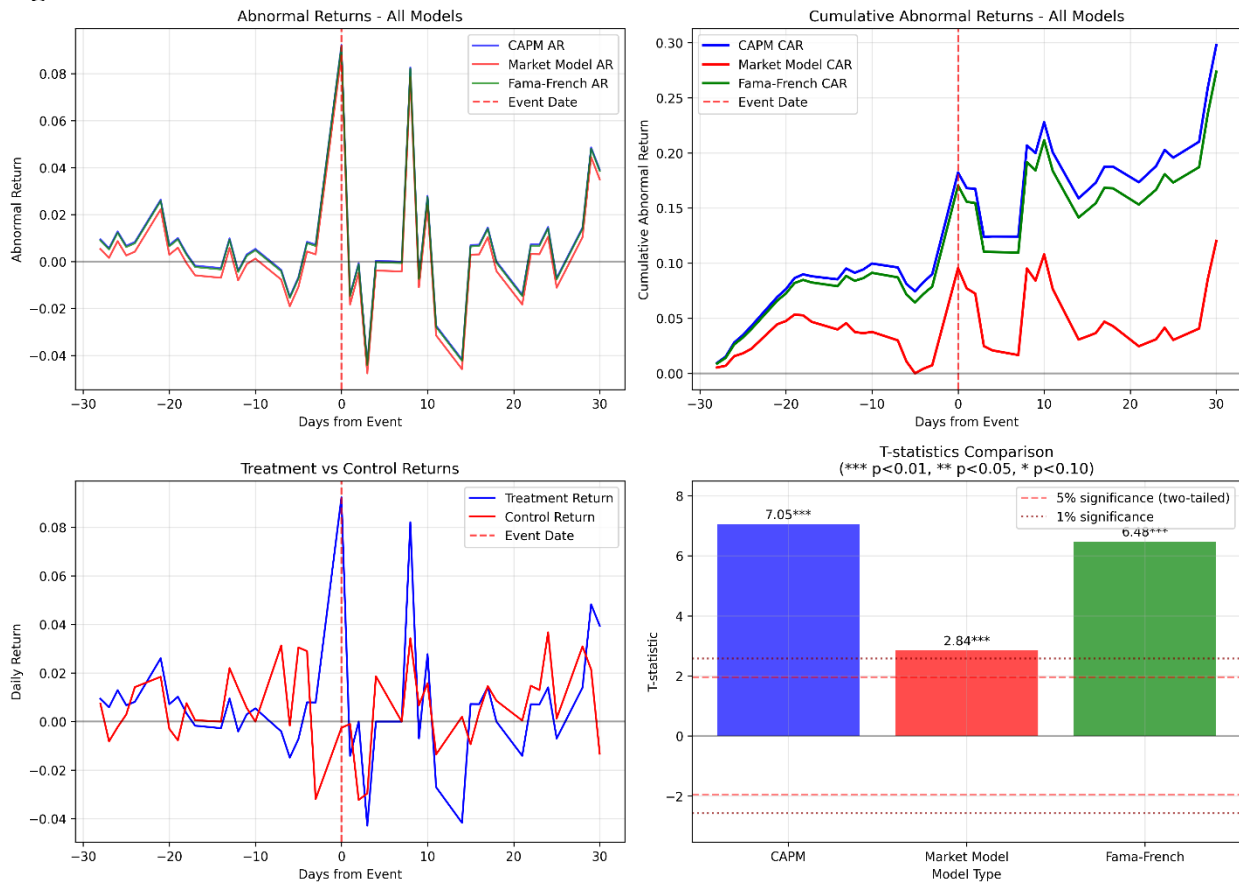 Abnormal Returns - All Models
CAPM AR
Market Model AR
Fama-French AR
Event Date
0.08
0.06
0.04
0.02
0.00
−0.02
−0.04
Abnormal Return
−30
−20
−10
0
10
20
30
Days from Event
Cumulative Abnormal Returns - All Models
CAPM CAR
Market Model CAR
Fama-French CAR
Event Date
0.30
0.25
0.20
0.15
0.10
0.05
0.00
Cumulative Abnormal Return
−30
−20
−10
0
10
20
30
Days from Event
Treatment vs Control Returns
Treatment Return
Control Return
Event Date
0.08
0.06
0.04
0.02
0.00
−0.02
−0.04
Daily Return
−30
−20
−10
0
10
20
30
Days from Event
T-statistics Comparison
(*** p<0.01, ** p<0.05, * p<0.10)
5% significance (two-tailed)
1% significance
7.05***
2.84***
6.48***
8
6
4
2
0
−2
T-statistic
CAPM
Market Model
Fama-French
Model Type